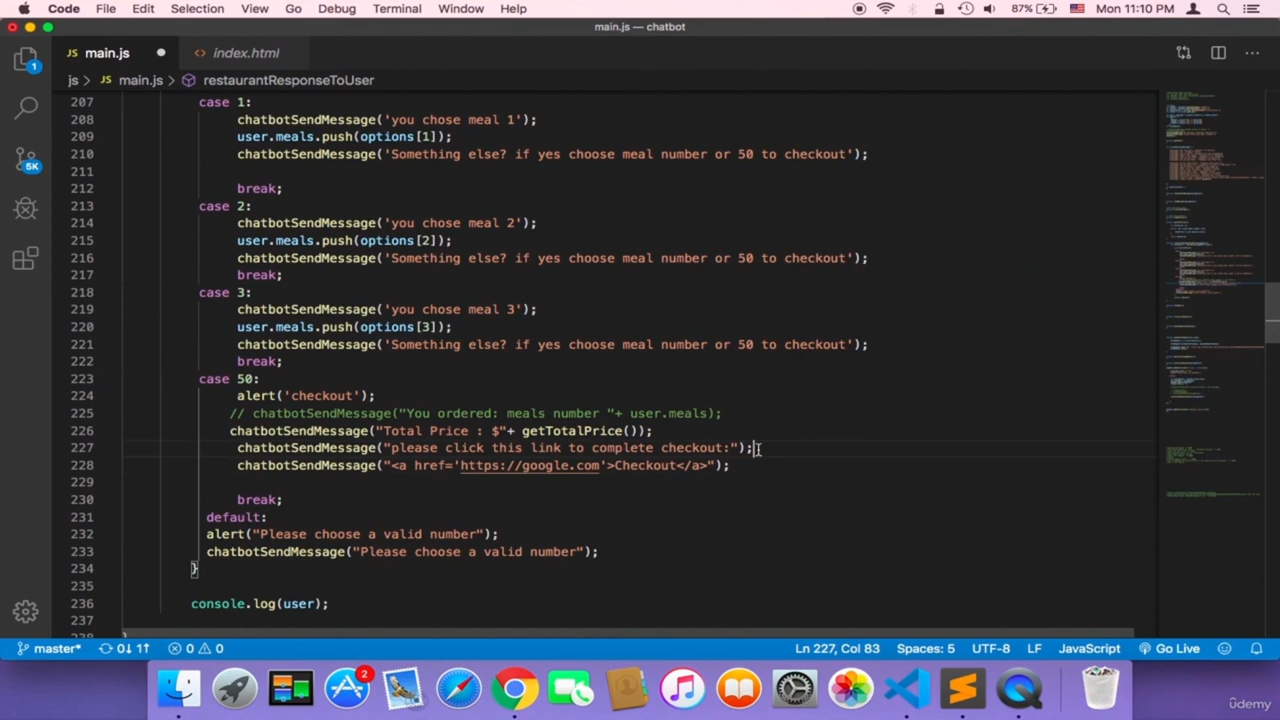 Code File Edit Selection View Go Debug Terminal Window Help 87% Mon 11:10 PM
main.js — chatbot
JS main.js <> index.html
js > JS main.js > restaurantResponseToUser
207 case 1:
208 chatbotSendMessage('you chose meal 1');
209 user.meals.push(options[1]);
210 chatbotSendMessage('Something else? if yes choose meal number or 50 to checkout');
211
212 break;
213 case 2:
214 chatbotSendMessage('you chose meal 2');
215 user.meals.push(options[2]);
216 chatbotSendMessage('Something else? if yes choose meal number or 50 to checkout');
217 break;
218 case 3:
219 chatbotSendMessage('you chose meal 3');
220 user.meals.push(options[3]);
221 chatbotSendMessage('Something else? if yes choose meal number or 50 to checkout');
222 break;
223 case 50:
224 alert('checkout');
225 // chatbotSendMessage("You ordered: meals number "+ user.meals);
226 chatbotSendMessage("Total Price : $"+ getTotalPrice());
227 chatbotSendMessage("please click this link to complete checkout:");
228 chatbotSendMessage("<a href='https://google.com'>Checkout</a>");
229
230 break;
231 default:
232 alert("Please choose a valid number");
233 chatbotSendMessage("Please choose a valid number");
234 }
235
236 console.log(user);
237
238 }
1
5K
master* 0↓ 1↑ 0 0 Ln 227, Col 83 Spaces: 5 UTF-8 LF JavaScript Go Live
2
udemy